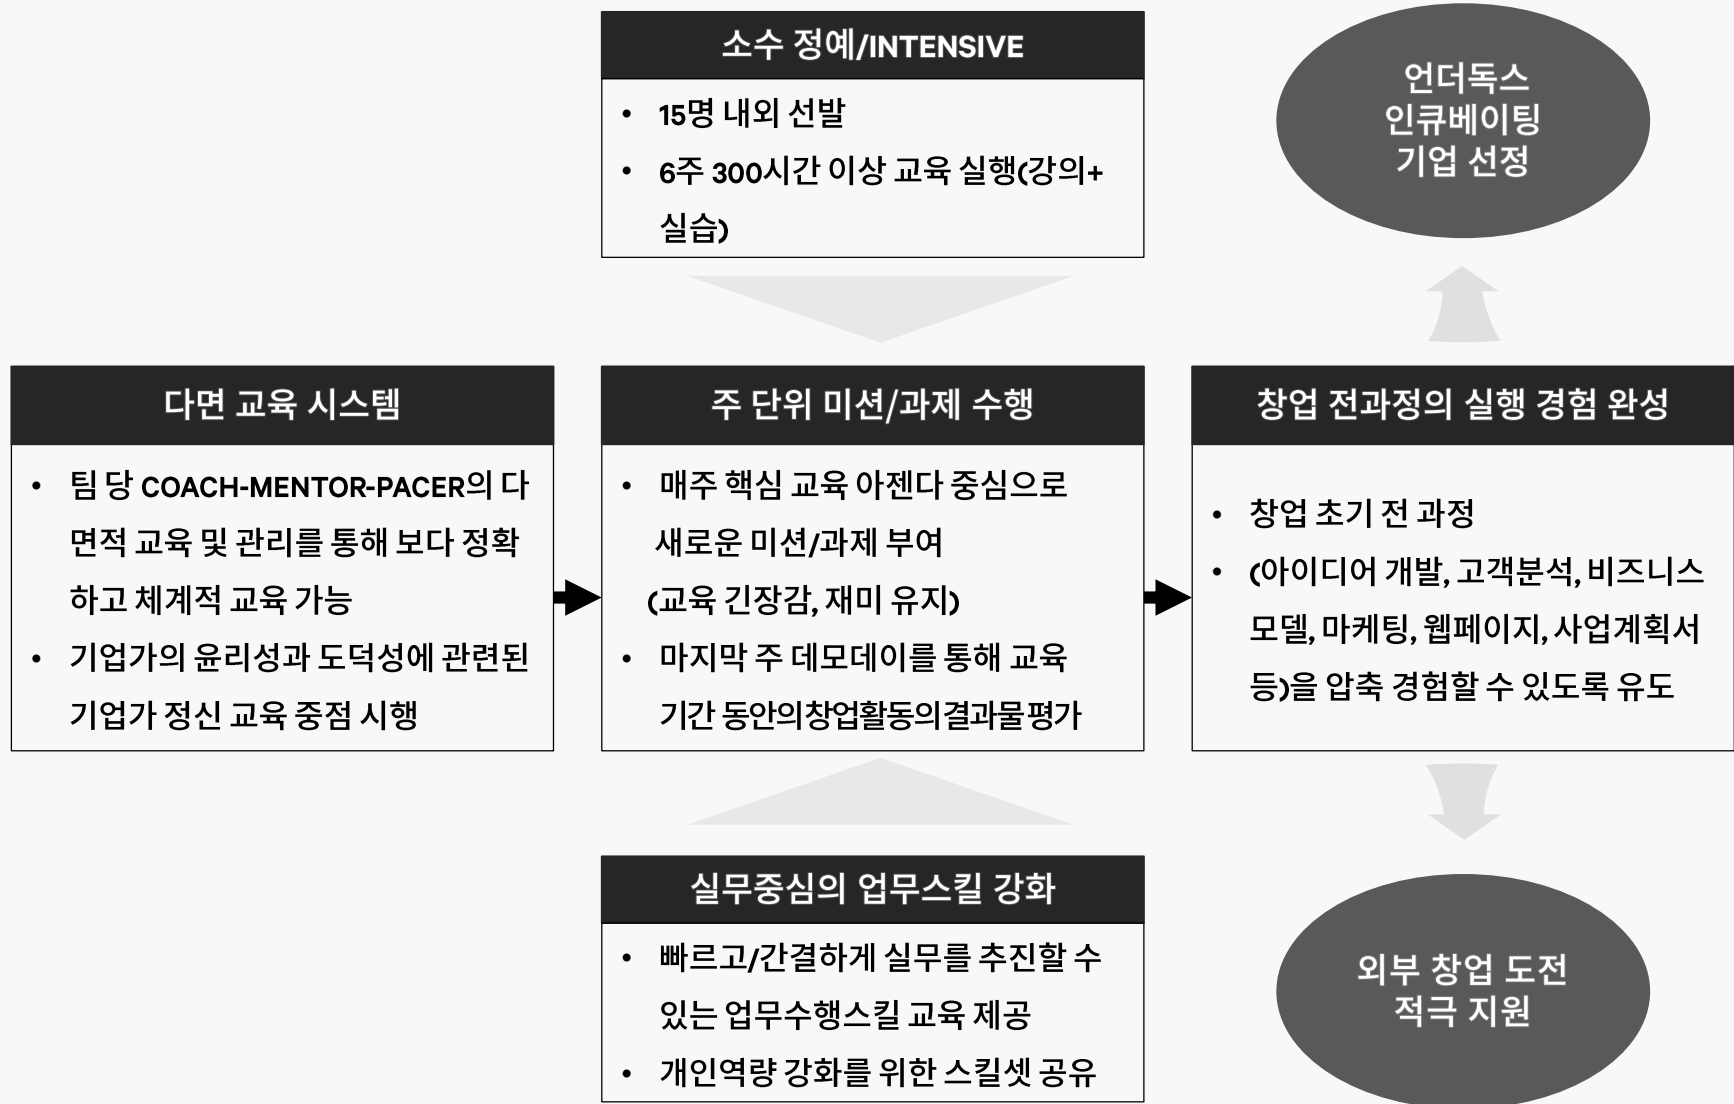 소수 정예/INTENSIVE
• 15명 내외 선발
• 6주 300시간 이상 교육 실행(강의+
실습)
언더독스
인큐베이팅
기업 선정
다면 교육 시스템
• 팀 당 COACH-MENTOR-PACER의 다
면적 교육 및 관리를 통해 보다 정확
하고 체계적 교육 가능
• 기업가의 윤리성과 도덕성에 관련된
기업가 정신 교육 중점 시행
주 단위 미션/과제 수행
• 매주 핵심 교육 아젠다 중심으로
새로운 미션/과제 부여
(교육 긴장감, 재미 유지)
• 마지막 주 데모데이를 통해 교육
기간 동안의창업활동의결과물평가
창업 전과정의 실행 경험 완성
• 창업 초기 전 과정
• (아이디어 개발, 고객분석, 비즈니스
모델, 마케팅, 웹페이지, 사업계획서
등)을 압축 경험할 수 있도록 유도
실무중심의 업무스킬 강화
• 빠르고/간결하게 실무를 추진할 수
있는 업무수행스킬 교육 제공
• 개인역량 강화를 위한 스킬셋 공유
외부 창업 도전
적극 지원